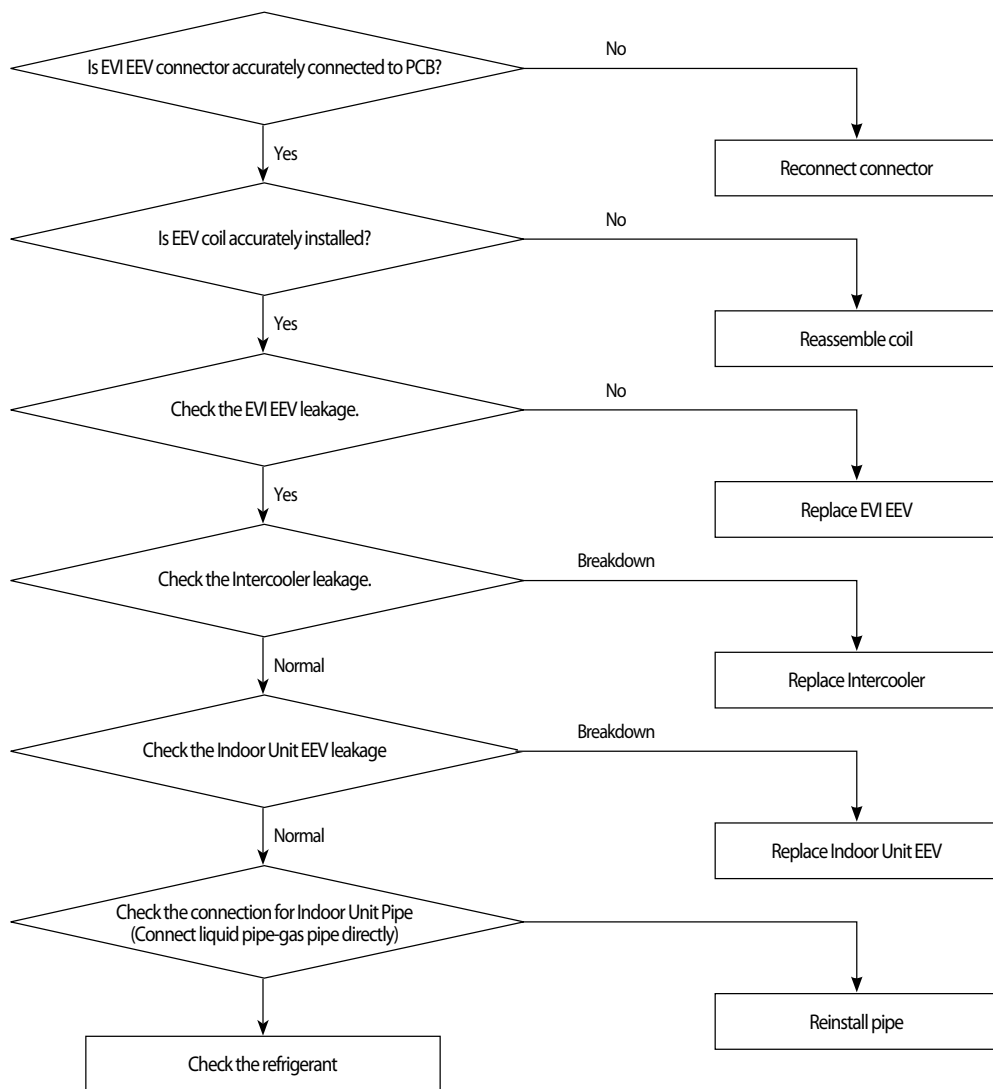 Is EVI EEV connector accurately connected to PCB?
No
Reconnect connector
Yes
Is EEV coil accurately installed?
No
Reassemble coil
Yes
Check the EVI EEV leakage.
No
Replace EVI EEV
Yes
Check the Intercooler leakage.
Breakdown
Replace Intercooler
Normal
Check the Indoor Unit EEV leakage
Breakdown
Replace Indoor Unit EEV
Normal
Check the connection for Indoor Unit Pipe
(Connect liquid pipe-gas pipe directly)
Reinstall pipe
Check the refrigerant